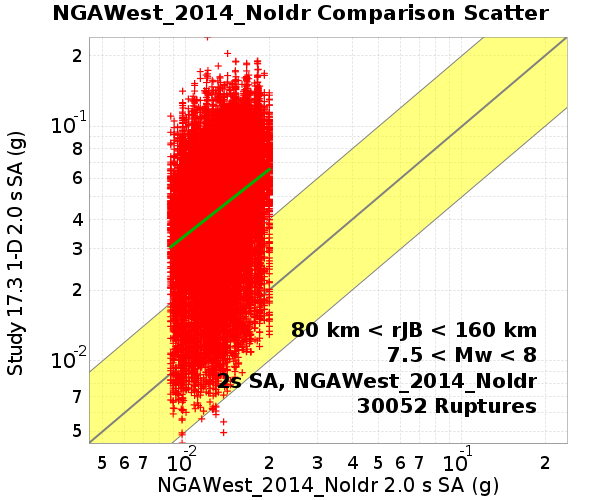 NGAWest_2014_NoIdr Comparison Scatter
Study 17.3 1-D 2.0 s SA (g)
2
10-1
8
6
4
3
2
10-2
7
5
80 km < rJB < 160 km
7.5 < Mw < 8
2s SA, NGAWest_2014_NoIdr
30052 Ruptures
5 6 7 10-2 2 3 4 5 6 7 10-1 2
NGAWest_2014_NoIdr 2.0 s SA (g)